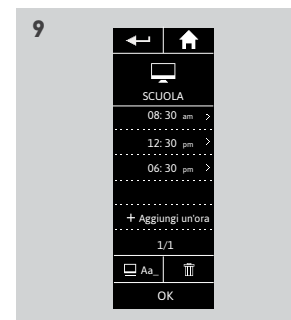 9
SCUOLA
08: 30 am >
12: 30 pm >
06: 30 pm >
+ Aggiungi un'ora
1/1
Aa_
OK